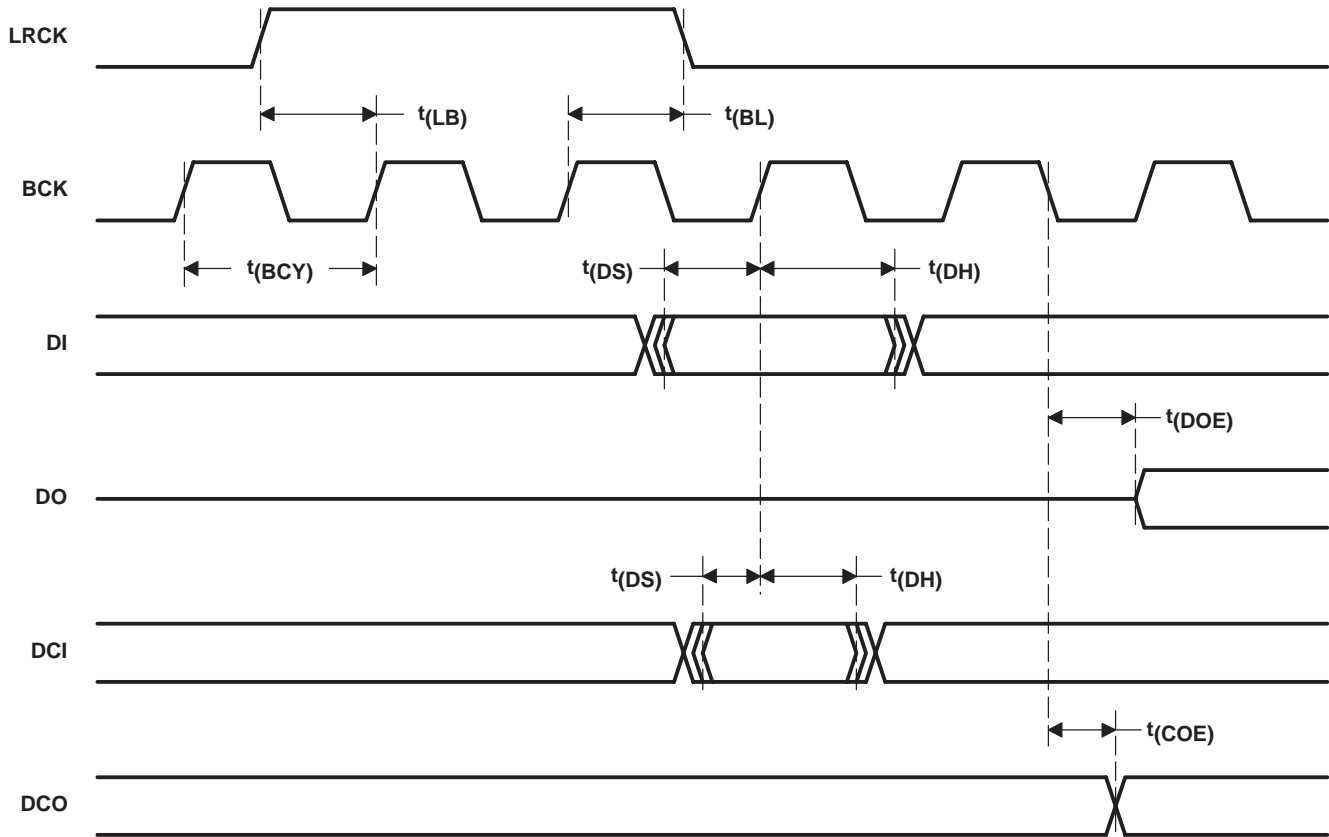 LRCK
t(LB)
t(BL)
BCK
t(BCY)
t(DS)
t(DH)
DI
t(DOE)
DO
t(DS)
t(DH)
DCI
t(COE)
DCO